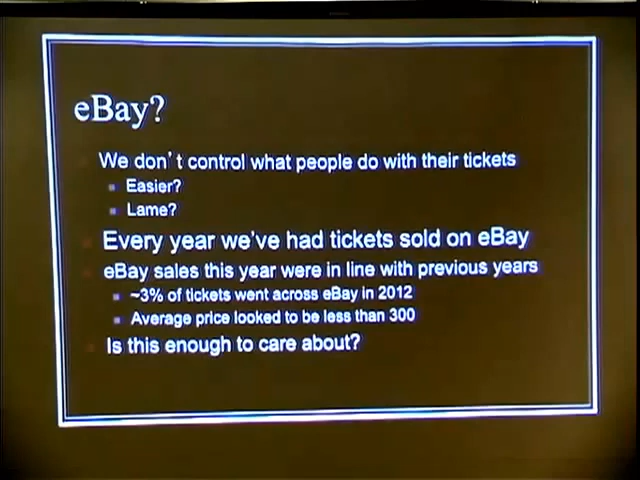 eBay?
We don't control what people do with their tickets
Easier?
Lame?
Every year we've had tickets sold on eBay
eBay sales this year were in line with previous years
~3% of tickets went across eBay in 2012
Average price looked to be less than 300
Is this enough to care about?